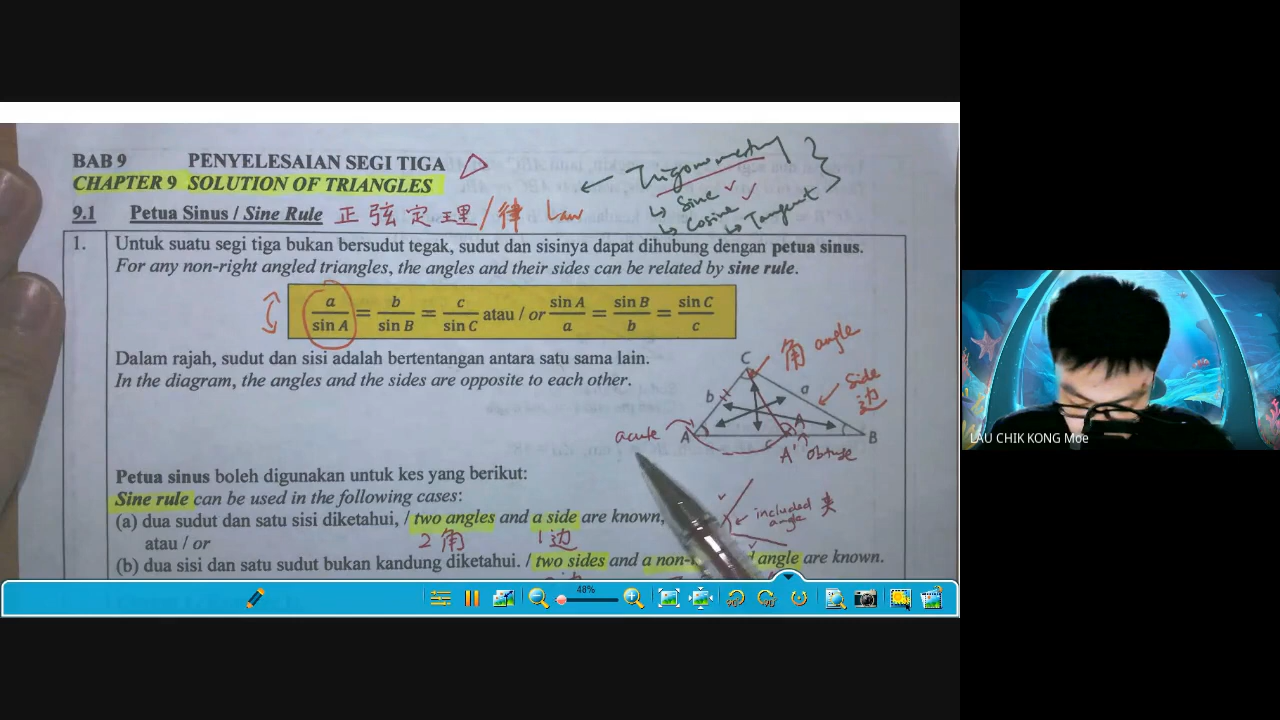 BAB 9 PENYELESAIAN SEGI TIGA
CHAPTER 9 SOLUTION OF TRIANGLES
Trigonometry
Sine ✓
Cosine ✓
Tangent
9.1 Petua Sinus / Sine Rule 正弦定理/律 Law
1. Untuk suatu segi tiga bukan bersudut tegak, sudut dan sisinya dapat dihubung dengan petua sinus.
For any non-right angled triangles, the angles and their sides can be related by sine rule.
a/sin A = b/sin B = c/sin C atau / or sin A/a = sin B/b = sin C/c
Dalam rajah, sudut dan sisi adalah bertentangan antara satu sama lain.
In the diagram, the angles and the sides are opposite to each other.
C 角 angle
b a side 边
acute A c A B
A' obtuse
Petua sinus boleh digunakan untuk kes yang berikut:
Sine rule can be used in the following cases:
(a) dua sudut dan satu sisi diketahui, / two angles and a side are known,
included angle 夹
2 角 1 边
atau / or
(b) dua sisi dan satu sudut bukan kandung diketahui. / two sides and a angle are known.
48%
LAU CHIK KONG Moe